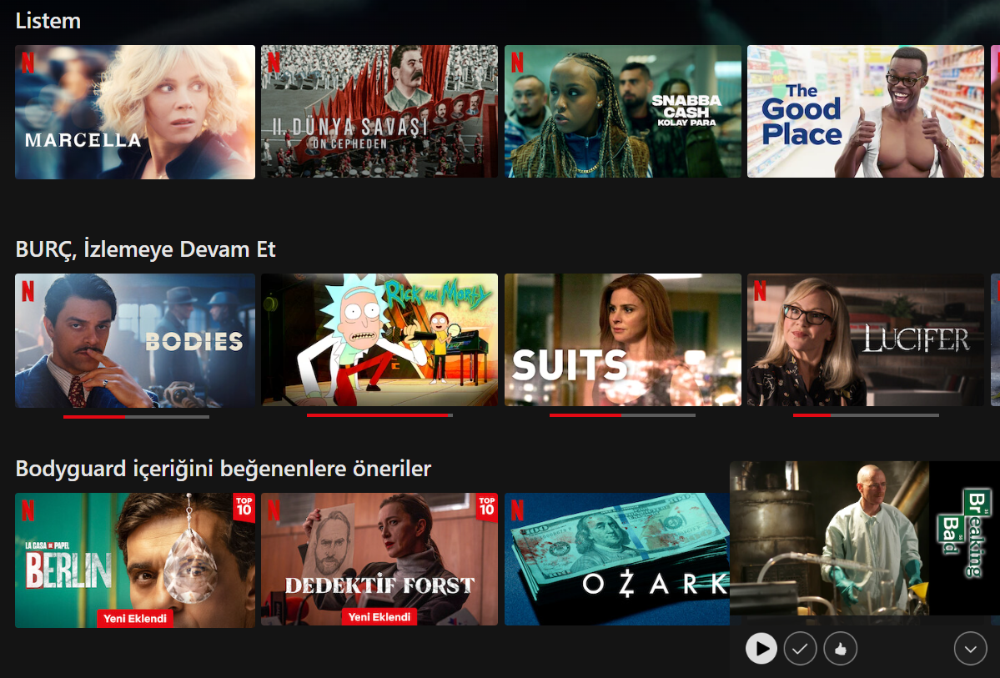 Listem
N
MARCELLA
N
II. DÜNYA SAVAŞI
ÖN CEPHEDEN
N
SNABBA
CASH
KOLAY PARA
The
Good
Place
BURÇ, İzlemeye Devam Et
N
BODIES
Rick and Morty
SUITS
N
LUCIFER
Bodyguard içeriğini beğenenlere öneriler
N
TOP
10
LA CASA DE PAPEL
BERLIN
Yeni Eklendi
N
TOP
10
DEDEKTİF FORST
Yeni Eklendi
N
100
OZARK
Breaking
Bad